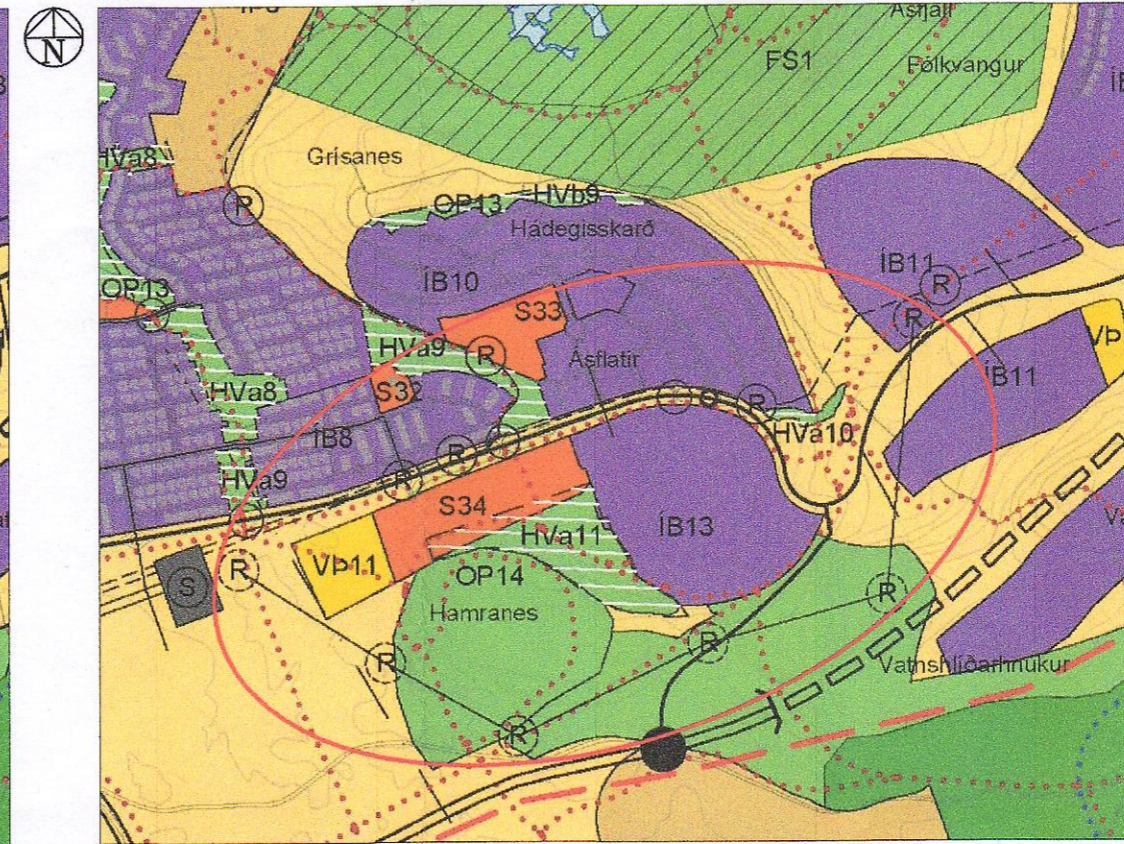 N
Ásfjall
FS1
Fólkvangur
HVa8
Grísanes
R
OP13
HVb9
Hádegisskarð
ÍB10
ÍB11
R
OP13
S33
R
HVa9
R
Ásflatir
VÞ
HVa8
S32
ÍB11
R
HVa10
ÍB8
R
R
HVa9
S34
HVa11
ÍB13
VÞ11
R
OP14
S
Hamranes
R
R
R
Vatnshlíðarhnúkur
R